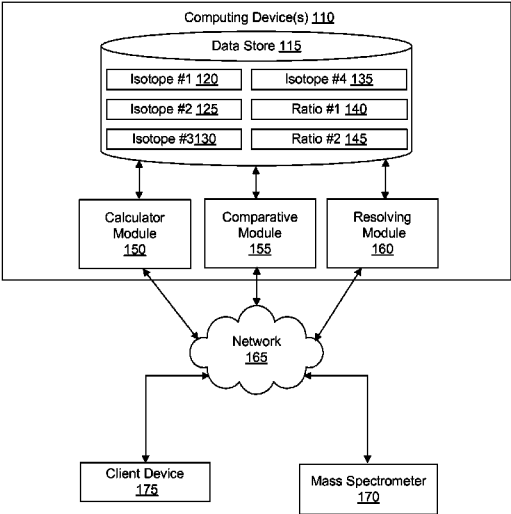 Computing Device(s) 110
Data Store 115
Isotope #1 120
Isotope #4 135
Isotope #2 125
Ratio #1 140
Isotope #3130
Ratio #2 145
Calculator
Module
150
Comparative
Module
155
Resolving
Module
160
Network
165
Client Device
175
Mass Spectrometer
170